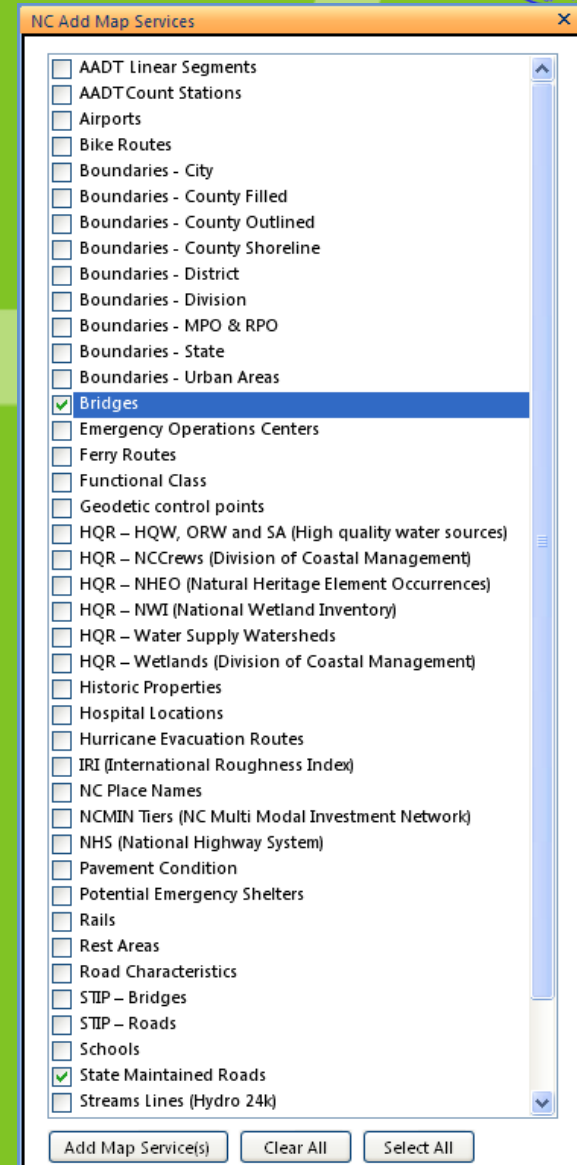 NC Add Map Services
AADT Linear Segments
AADT Count Stations
Airports
Bike Routes
Boundaries - City
Boundaries - County Filled
Boundaries - County Outlined
Boundaries - County Shoreline
Boundaries - District
Boundaries - Division
Boundaries - MPO & RPO
Boundaries - State
Boundaries - Urban Areas
Bridges
Emergency Operations Centers
Ferry Routes
Functional Class
Geodetic control points
HQR – HQW, ORW and SA (High quality water sources)
HQR – NCCrews (Division of Coastal Management)
HQR – NHEO (Natural Heritage Element Occurrences)
HQR – NWI (National Wetland Inventory)
HQR – Water Supply Watersheds
HQR – Wetlands (Division of Coastal Management)
Historic Properties
Hospital Locations
Hurricane Evacuation Routes
IRI (International Roughness Index)
NC Place Names
NCMIN Tiers (NC Multi Modal Investment Network)
NHS (National Highway System)
Pavement Condition
Potential Emergency Shelters
Rails
Rest Areas
Road Characteristics
STIP – Bridges
STIP – Roads
Schools
State Maintained Roads
Streams Lines (Hydro 24k)
Add Map Service(s) Clear All Select All